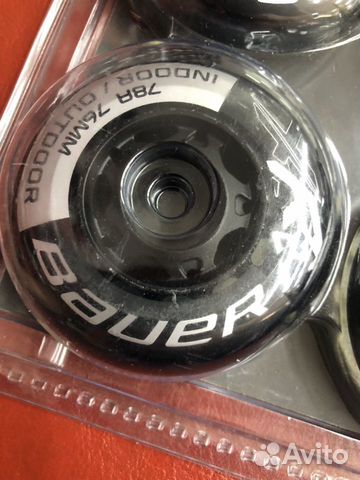 78A 76MM
INDOOR / OUTDOOR
BAUER
Avito